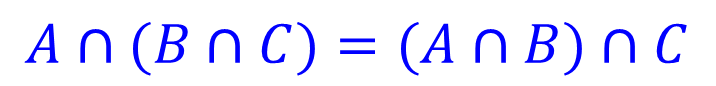 A ∩ (B ∩ C) = (A ∩ B) ∩ C